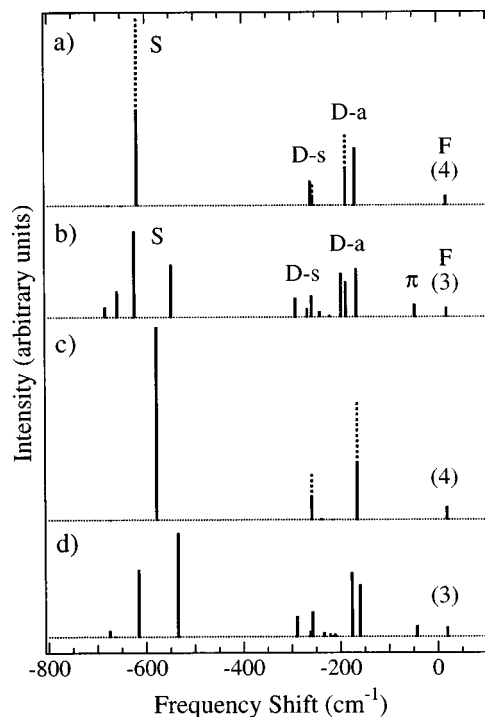 a)
S
D-a
D-s
F
(4)
b)
S
D-a
D-s
π
F
(3)
c)
(4)
d)
(3)
Intensity (arbitrary units)
-800 -600 -400 -200 0
Frequency Shift (cm⁻¹)